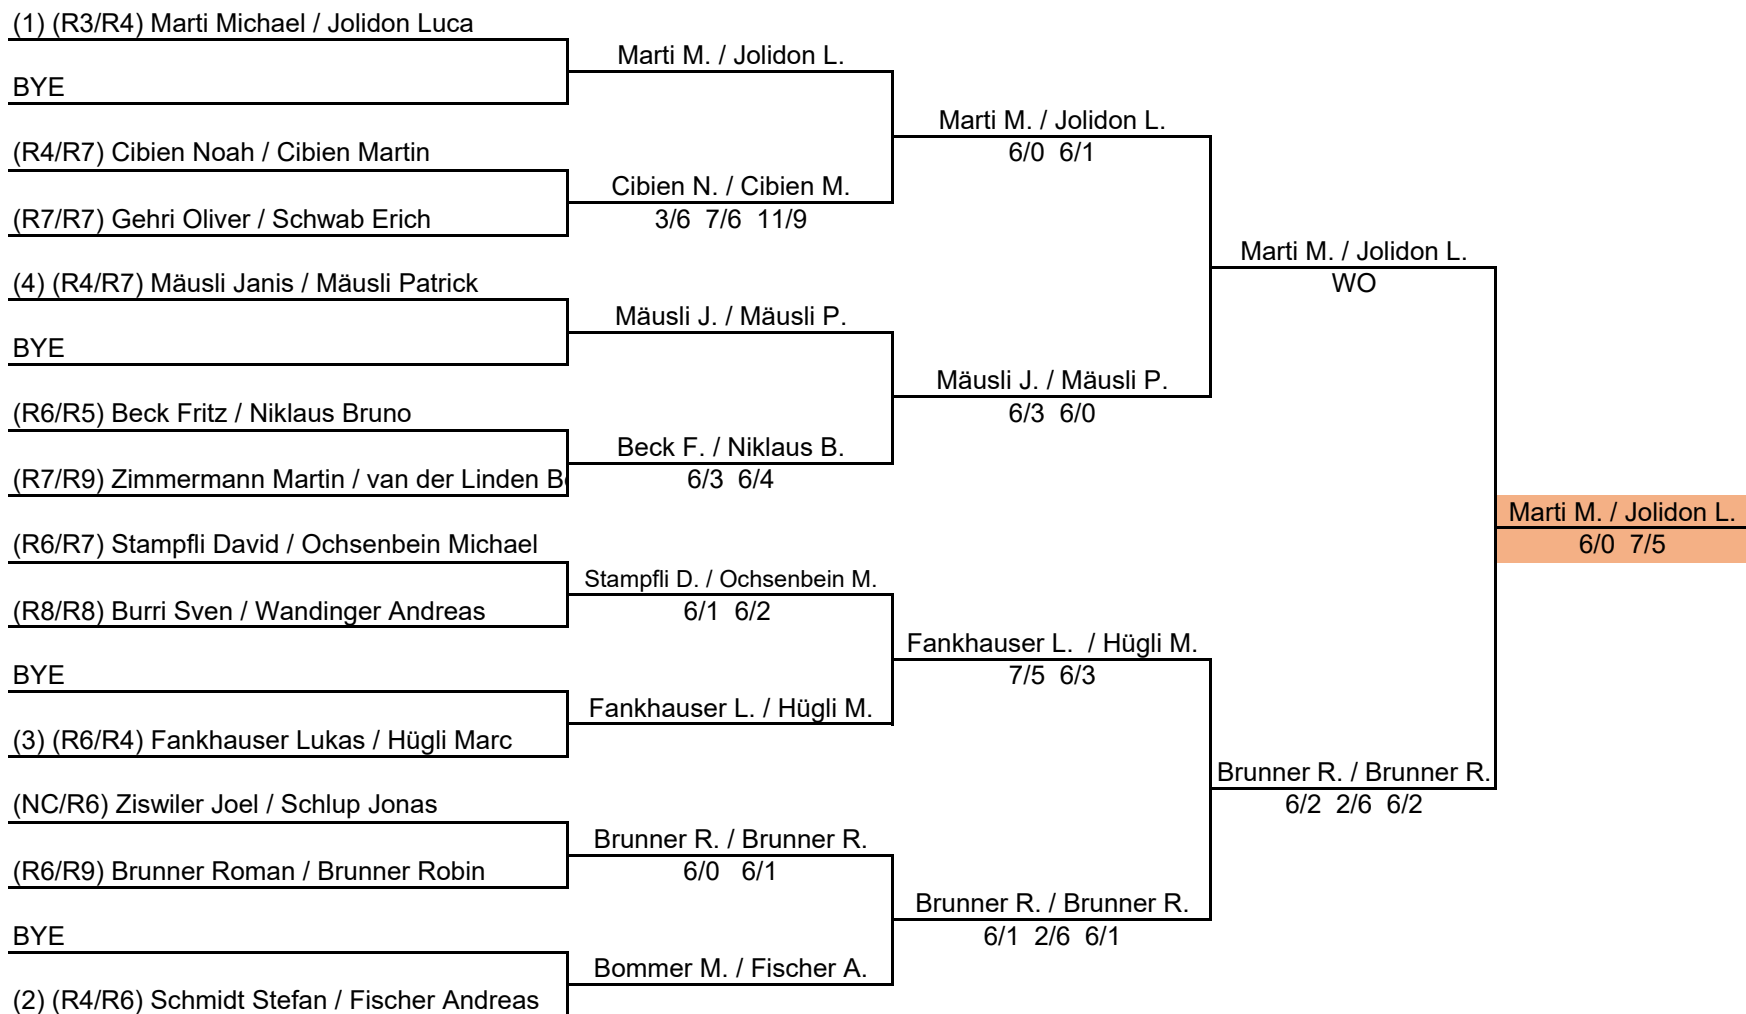 (1) (R3/R4) Marti Michael / Jolidon Luca
BYE
(R4/R7) Cibien Noah / Cibien Martin
(R7/R7) Gehri Oliver / Schwab Erich
(4) (R4/R7) Mäusli Janis / Mäusli Patrick
BYE
(R6/R5) Beck Fritz / Niklaus Bruno
(R7/R9) Zimmermann Martin / van der Linden
(R6/R7) Stampfli David / Ochsenbein Michael
(R8/R8) Burri Sven / Wandinger Andreas
BYE
(3) (R6/R4) Fankhauser Lukas / Hügli Marc
(NC/R6) Ziswiler Joel / Schlup Jonas
(R6/R9) Brunner Roman / Brunner Robin
BYE
(2) (R4/R6) Schmidt Stefan / Fischer Andreas
Marti M. / Jolidon L.
Cibien N. / Cibien M.
3/6 7/6 11/9
Mäusli J. / Mäusli P.
Beck F. / Niklaus B.
6/3 6/4
Stampfli D. / Ochsenbein M.
6/1 6/2
Fankhauser L. / Hügli M.
Brunner R. / Brunner R.
6/0 6/1
Bommer M. / Fischer A.
Marti M. / Jolidon L.
6/0 6/1
Mäusli J. / Mäusli P.
6/3 6/0
Fankhauser L. / Hügli M.
7/5 6/3
Brunner R. / Brunner R.
6/1 2/6 6/1
Marti M. / Jolidon L.
WO
Brunner R. / Brunner R.
6/2 2/6 6/2
Marti M. / Jolidon L.
6/0 7/5